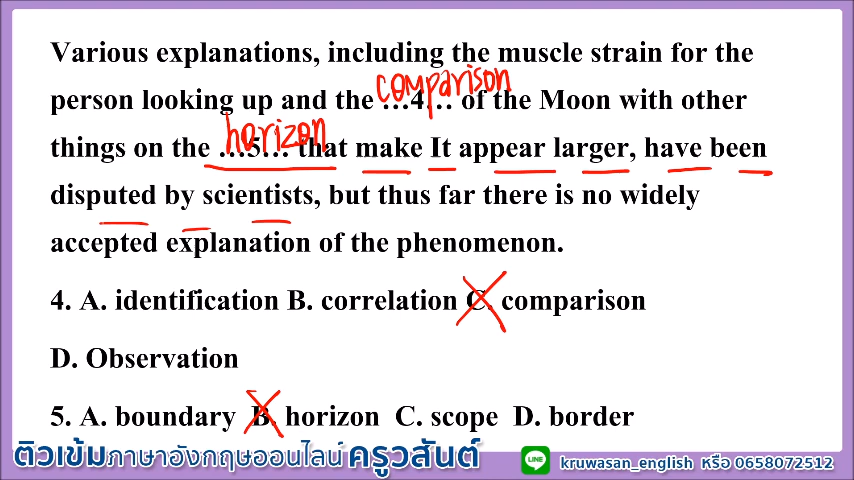 Various explanations, including the muscle strain for the
comparison
person looking up and the …4… of the Moon with other
horizon
things on the …5… that make It appear larger, have been
disputed by scientists, but thus far there is no widely
accepted explanation of the phenomenon.
4. A. identification B. correlation C. comparison
D. Observation
5. A. boundary B. horizon C. scope D. border
ติวเข้มภาษาอังกฤษออนไลน์ ครูวสันต์ LINE kruwasan_english หรือ 0658072512